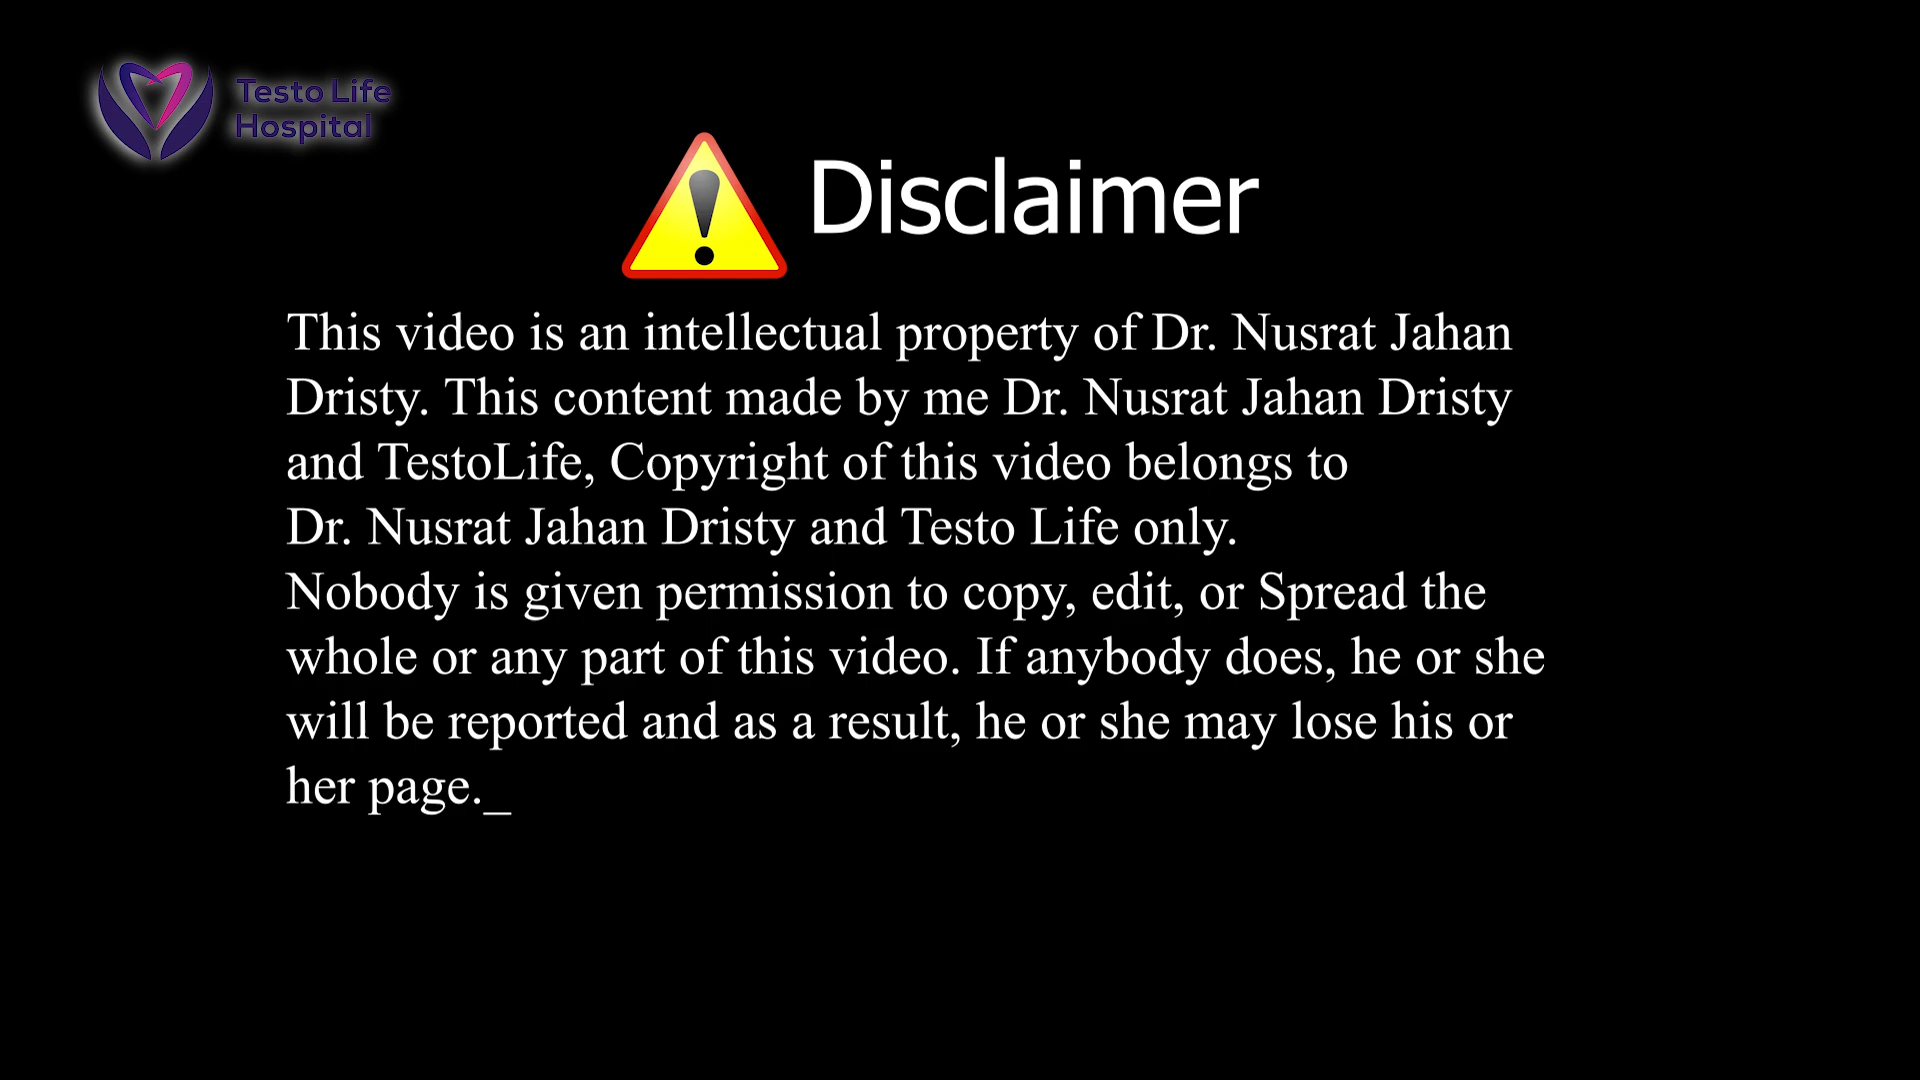 Testo Life
Hospital
Disclaimer
This video is an intellectual property of Dr. Nusrat Jahan
Dristy. This content made by me Dr. Nusrat Jahan Dristy
and TestoLife, Copyright of this video belongs to
Dr. Nusrat Jahan Dristy and Testo Life only.
Nobody is given permission to copy, edit, or Spread the
whole or any part of this video. If anybody does, he or she
will be reported and as a result, he or she may lose his or
her page._